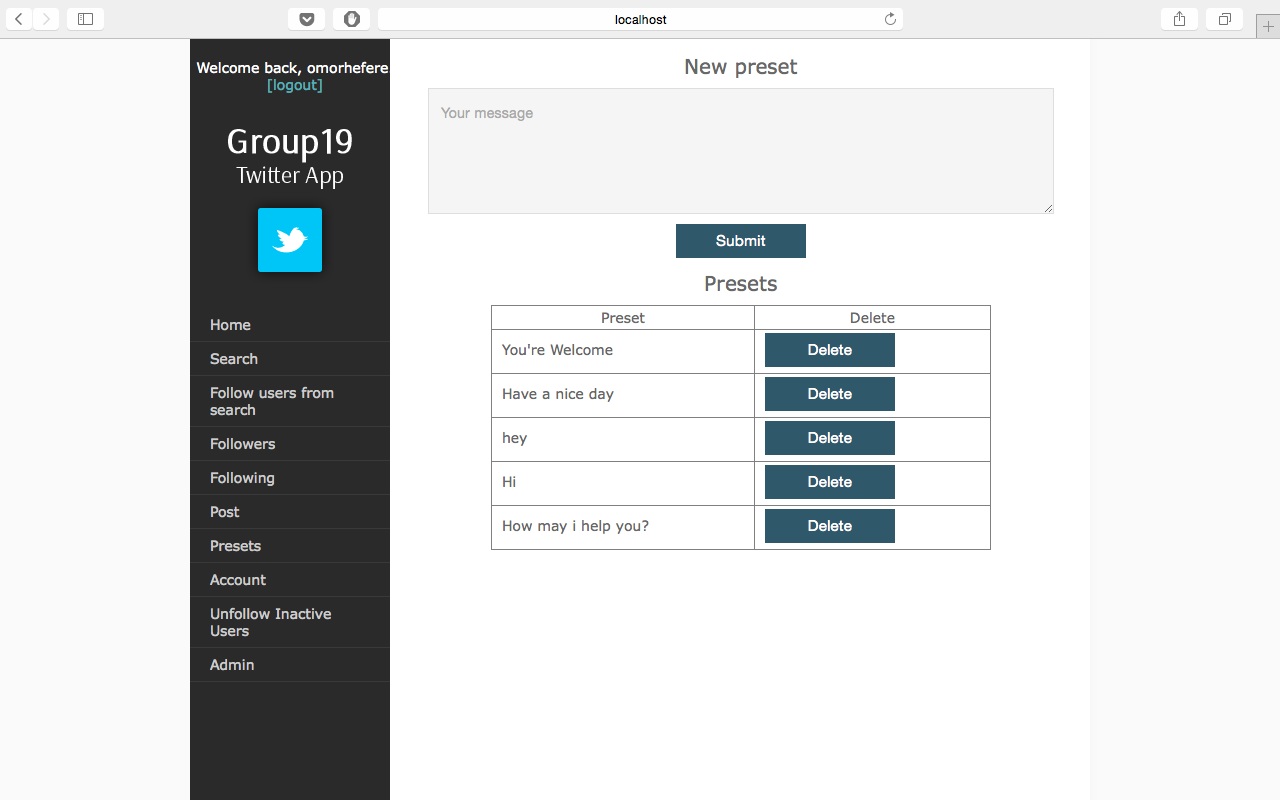 localhost
Welcome back, omorhefere
[logout]
Group19
Twitter App
Home
Search
Follow users from
search
Followers
Following
Post
Presets
Account
Unfollow Inactive
Users
Admin
New preset
Your message
Submit
Presets
Preset Delete
You're Welcome Delete
Have a nice day Delete
hey Delete
Hi Delete
How may i help you? Delete